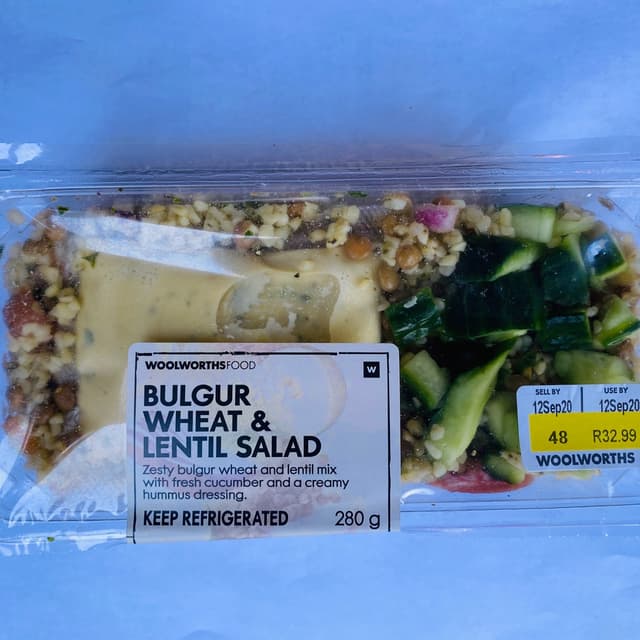 WOOLWORTHSFOOD
W
BULGUR
WHEAT &
LENTIL SALAD
Zesty bulgur wheat and lentil mix
with fresh cucumber and a creamy
hummus dressing.
KEEP REFRIGERATED 280 g
SELL BY USE BY
12Sep20 12Sep20
48 R32.99
WOOLWORTHS